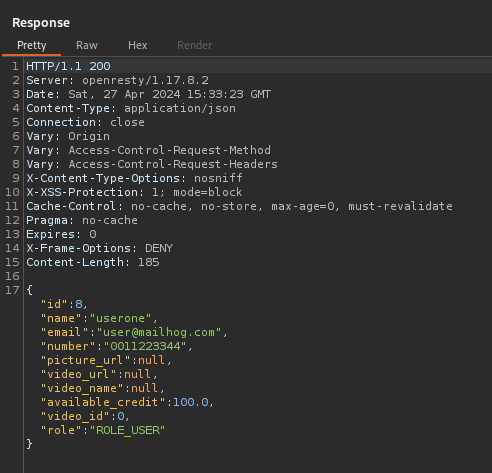 Response
Pretty Raw Hex Render
1 HTTP/1.1 200
2 Server: openresty/1.17.8.2
3 Date: Sat, 27 Apr 2024 15:33:23 GMT
4 Content-Type: application/json
5 Connection: close
6 Vary: Origin
7 Vary: Access-Control-Request-Method
8 Vary: Access-Control-Request-Headers
9 X-Content-Type-Options: nosniff
10 X-XSS-Protection: 1; mode=block
11 Cache-Control: no-cache, no-store, max-age=0, must-revalidate
12 Pragma: no-cache
13 Expires: 0
14 X-Frame-Options: DENY
15 Content-Length: 185
16
17 {
"id":8,
"name":"userone",
"email":"user@mailhog.com",
"number":"0011223344",
"picture_url":null,
"video_url":null,
"video_name":null,
"available_credit":100.0,
"video_id":0,
"role":"ROLE_USER"
}